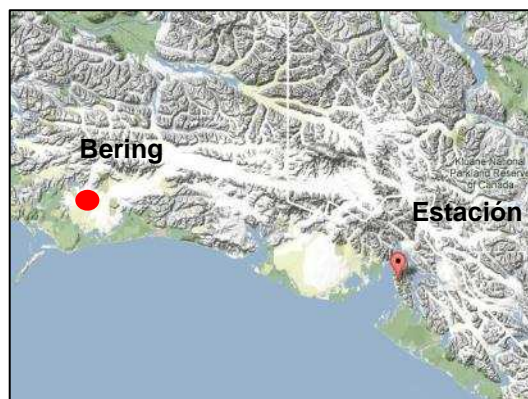 Bering
Kluane National
Park and Reserve
of Canada
Estación